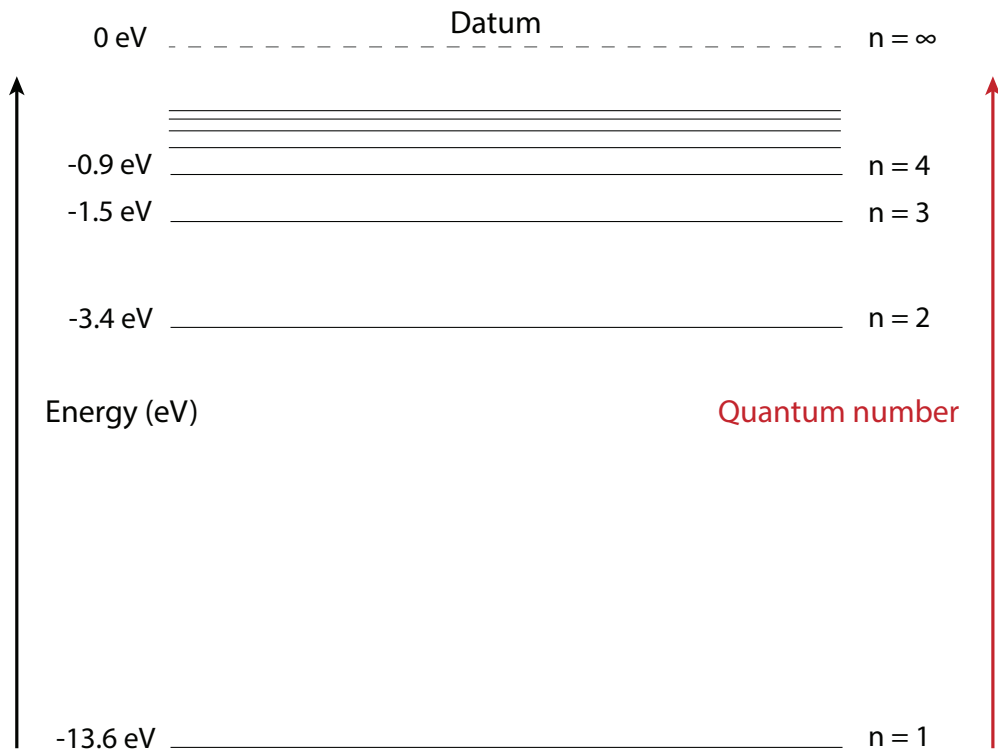 Datum
0 eV n = ∞
-0.9 eV n = 4
-1.5 eV n = 3
-3.4 eV n = 2
Energy (eV) Quantum number
-13.6 eV n = 1